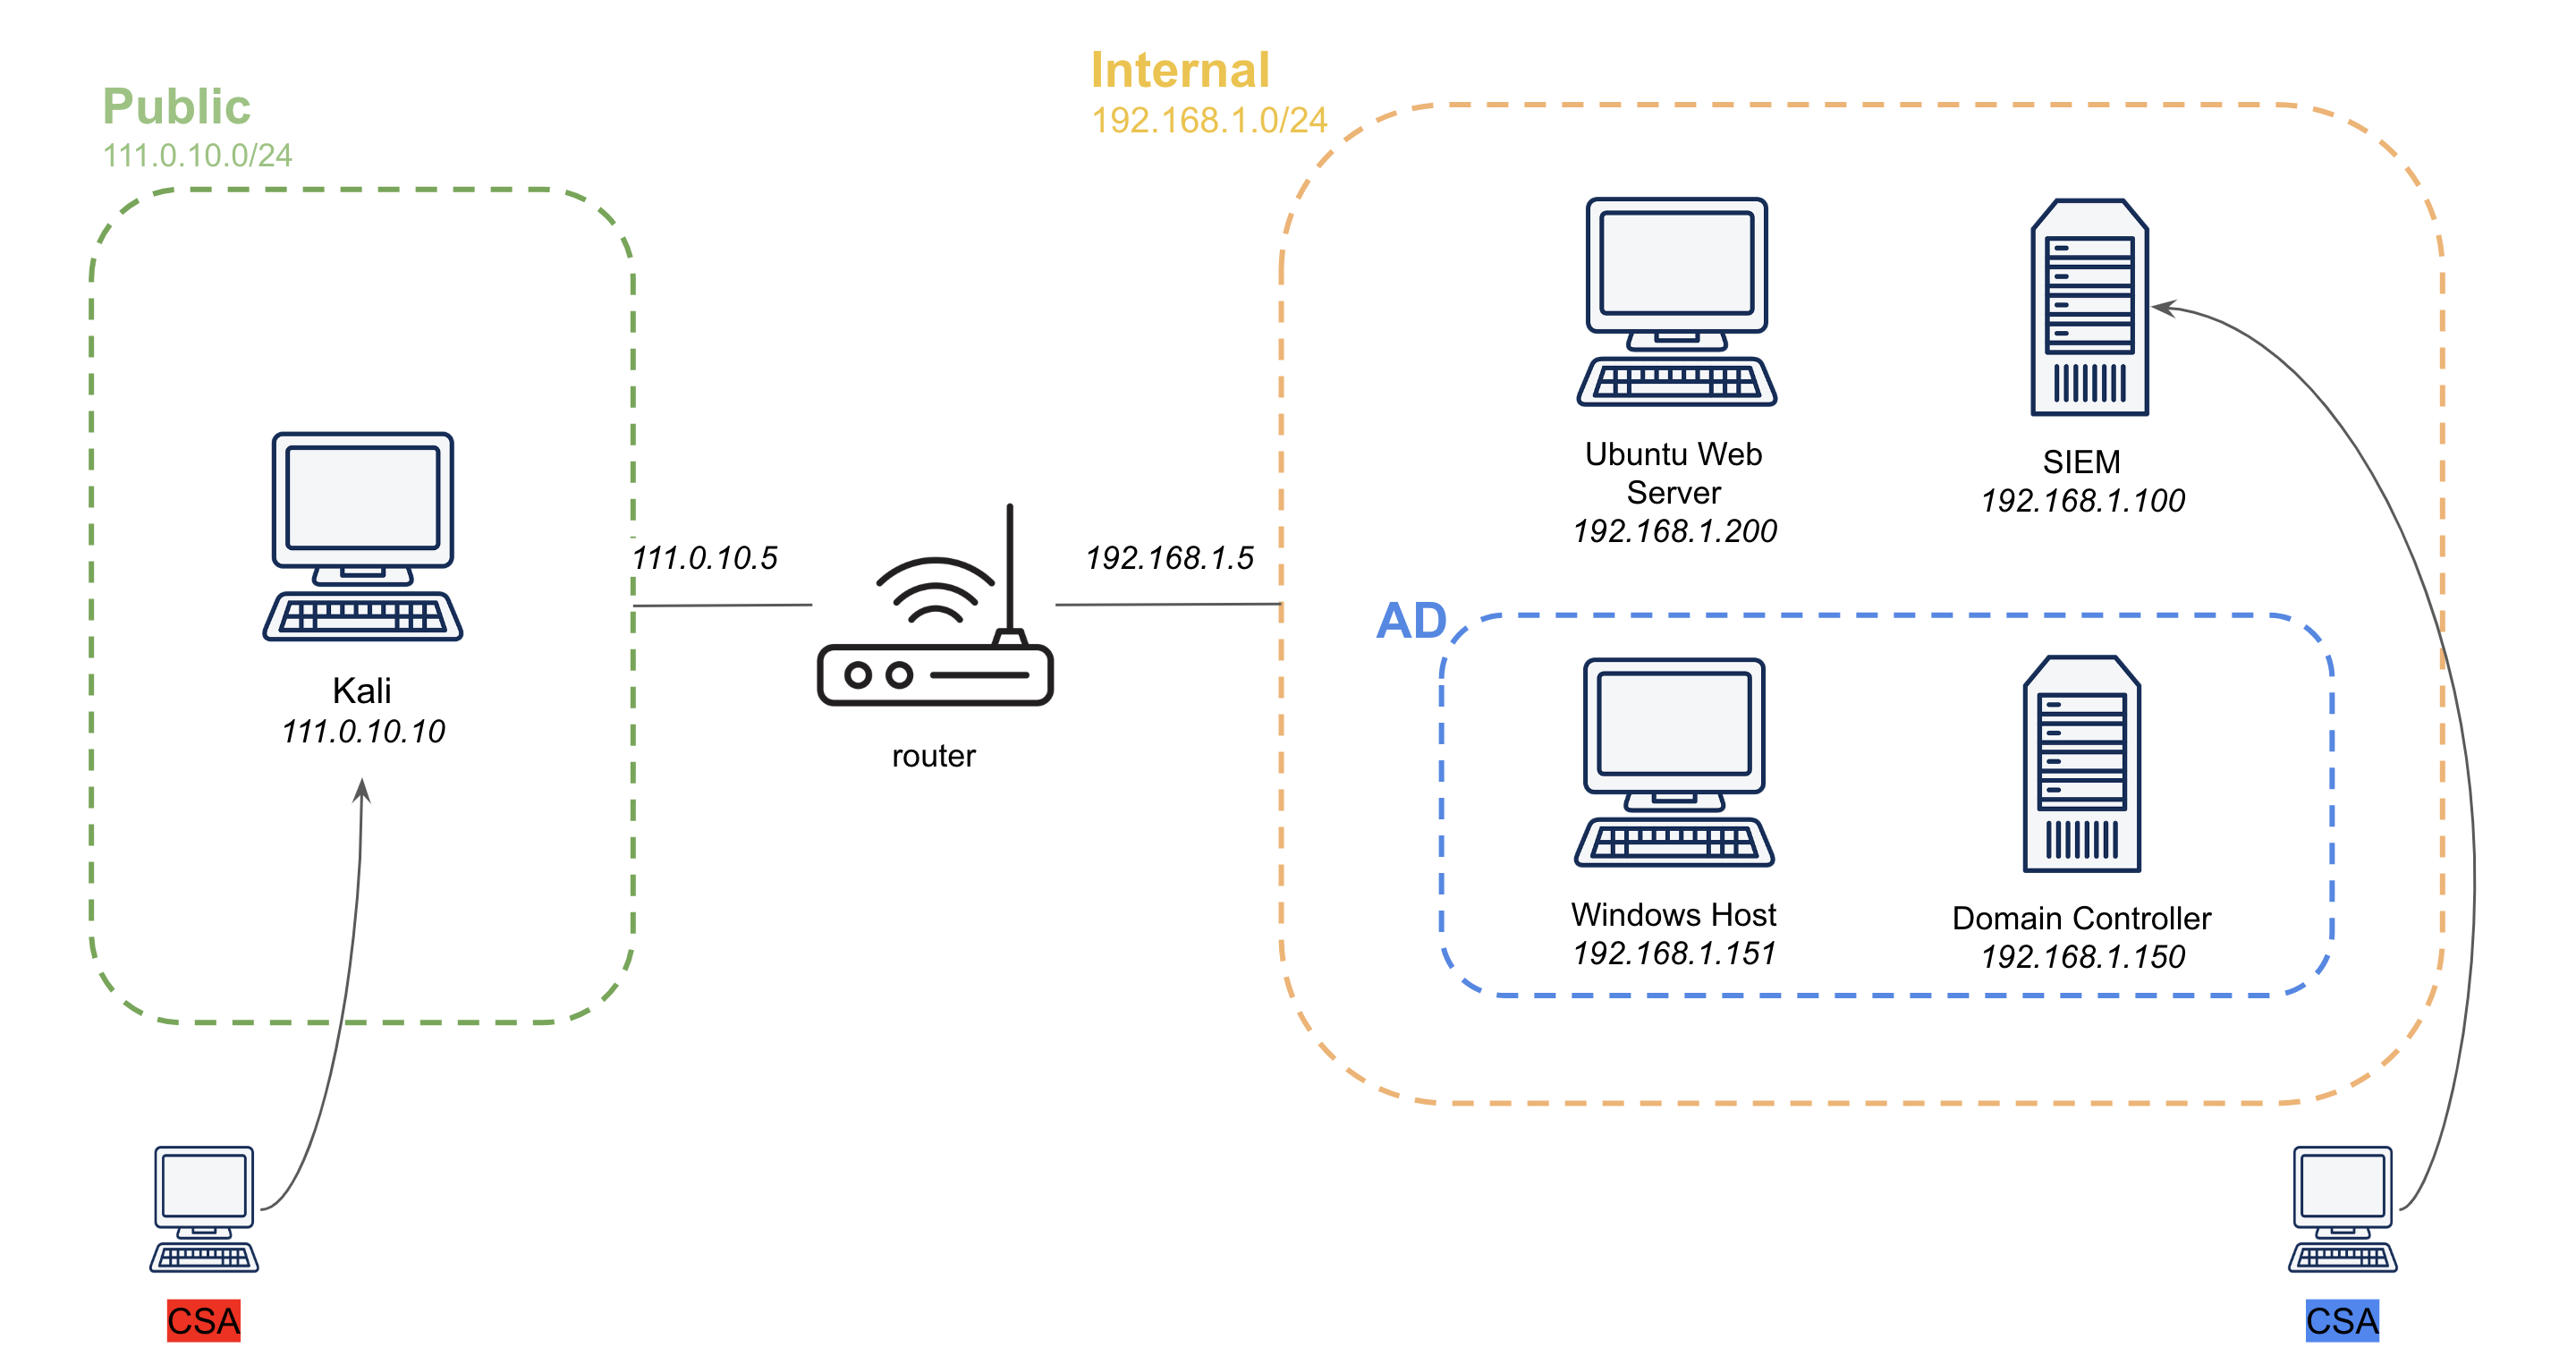 Public
111.0.10.0/24
Kali
111.0.10.10
CSA
111.0.10.5
router
192.168.1.5
Internal
192.168.1.0/24
Ubuntu Web
Server
192.168.1.200
SIEM
192.168.1.100
AD
Windows Host
192.168.1.151
Domain Controller
192.168.1.150
CSA